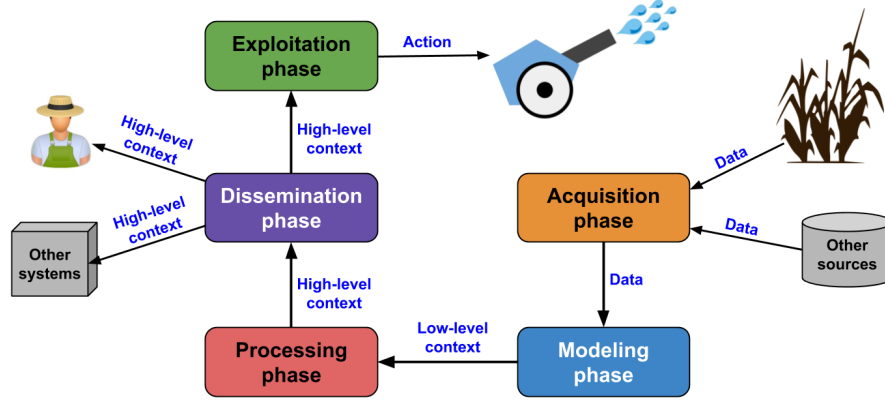 Exploitation
phase
Action
High-level
context
High-level
context
Data
Dissemination
phase
Acquisition
phase
High-level
context
Data
Other
systems
Other
sources
High-level
context
Data
Low-level
context
Processing
phase
Modeling
phase